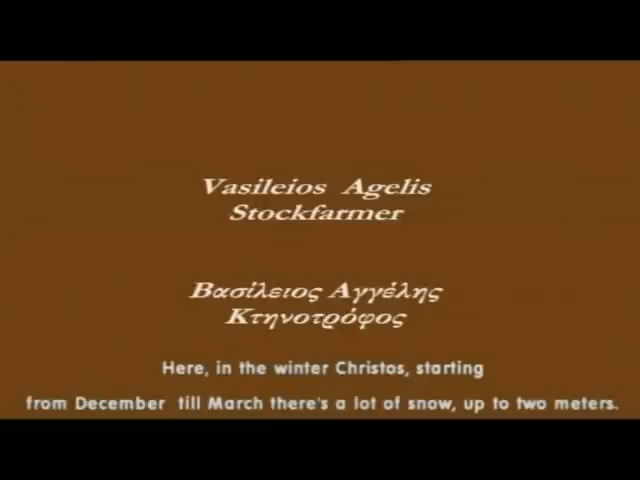 Vasileios Agelis
Stockfarmer
Βασίλειος Αγγέλης
Κτηνοτρόφος
Here, in the winter Christos, starting
from December till March there's a lot of snow, up to two meters.